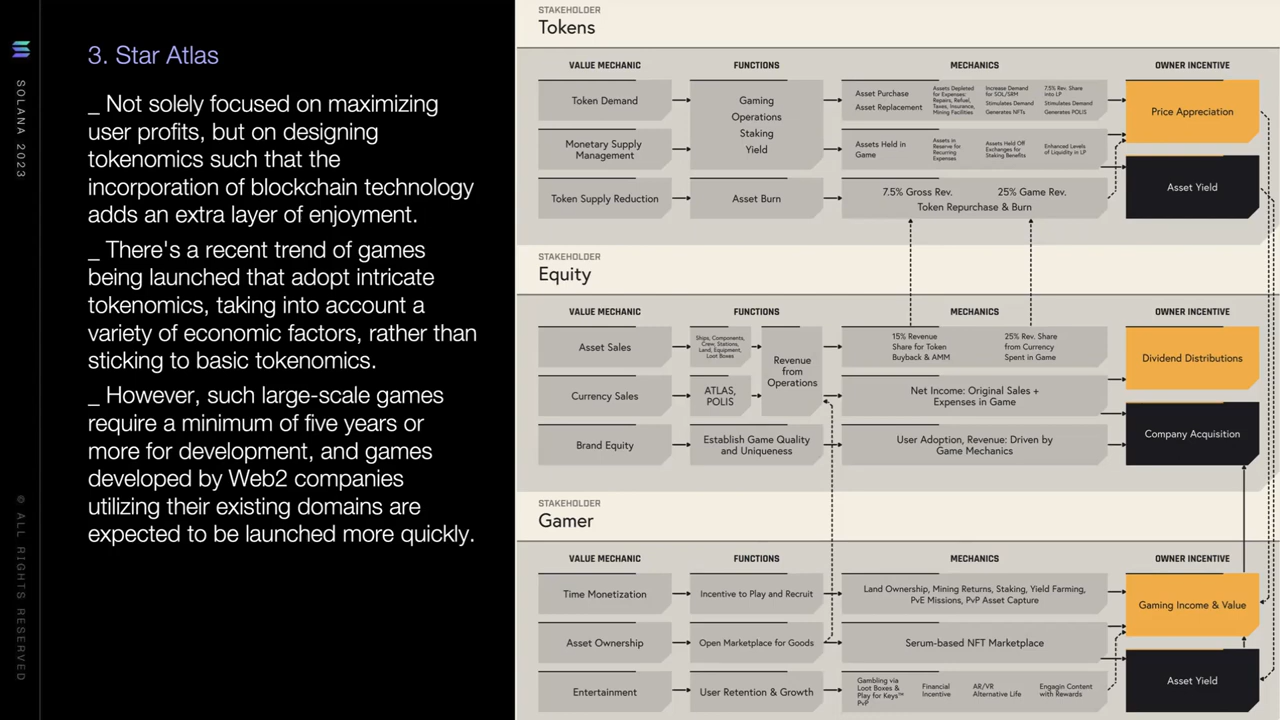 SOLANA 2023
© ALL RIGHTS RESERVED
3. Star Atlas
_ Not solely focused on maximizing
user profits, but on designing
tokenomics such that the
incorporation of blockchain technology
adds an extra layer of enjoyment.
_ There's a recent trend of games
being launched that adopt intricate
tokenomics, taking into account a
variety of economic factors, rather than
sticking to basic tokenomics.
_ However, such large-scale games
require a minimum of five years or
more for development, and games
developed by Web2 companies
utilizing their existing domains are
expected to be launched more quickly.
STAKEHOLDER
Tokens
VALUE MECHANIC
FUNCTIONS
MECHANICS
OWNER INCENTIVE
Token Demand
Monetary Supply
Management
Token Supply Reduction
Gaming
Operations
Staking
Yield
Asset Burn
Asset Purchase
Asset Replacement
Assets Depleted
for Expenses:
Repairs, Refuel,
Taxes, Insurance,
Mining Facilities
Increase Demand
for SOL/SRM
Stimulates Demand
Generates NFTs
7.5% Rev. Share
Into LP
Stimulates Demand
Generates POLIS
Assets Held in
Game
Assets in
Reserve for
Recurring
Expenses
Assets Held Off
Exchanges for
Staking Benefits
Enhanced Levels
of Liquidity in LP
7.5% Gross Rev.
25% Game Rev.
Token Repurchase & Burn
Price Appreciation
Asset Yield
STAKEHOLDER
Equity
VALUE MECHANIC
FUNCTIONS
MECHANICS
OWNER INCENTIVE
Asset Sales
Currency Sales
Brand Equity
Ships, Components,
Crew, Stations,
Land, Equipment,
Loot Boxes
ATLAS,
POLIS
Revenue
from
Operations
Establish Game Quality
and Uniqueness
15% Revenue
Share for Token
Buyback & AMM
25% Rev. Share
from Currency
Spent in Game
Net Income: Original Sales +
Expenses in Game
User Adoption, Revenue: Driven by
Game Mechanics
Dividend Distributions
Company Acquisition
STAKEHOLDER
Gamer
VALUE MECHANIC
FUNCTIONS
MECHANICS
OWNER INCENTIVE
Time Monetization
Asset Ownership
Entertainment
Incentive to Play and Recruit
Open Marketplace for Goods
User Retention & Growth
Land Ownership, Mining Returns, Staking, Yield Farming,
PvE Missions, PvP Asset Capture
Serum-based NFT Marketplace
Gambling via
Loot Boxes &
Play for Keys™
PvP
Financial
Incentive
AR/VR
Alternative Life
Engagin Content
with Rewards
Gaming Income & Value
Asset Yield